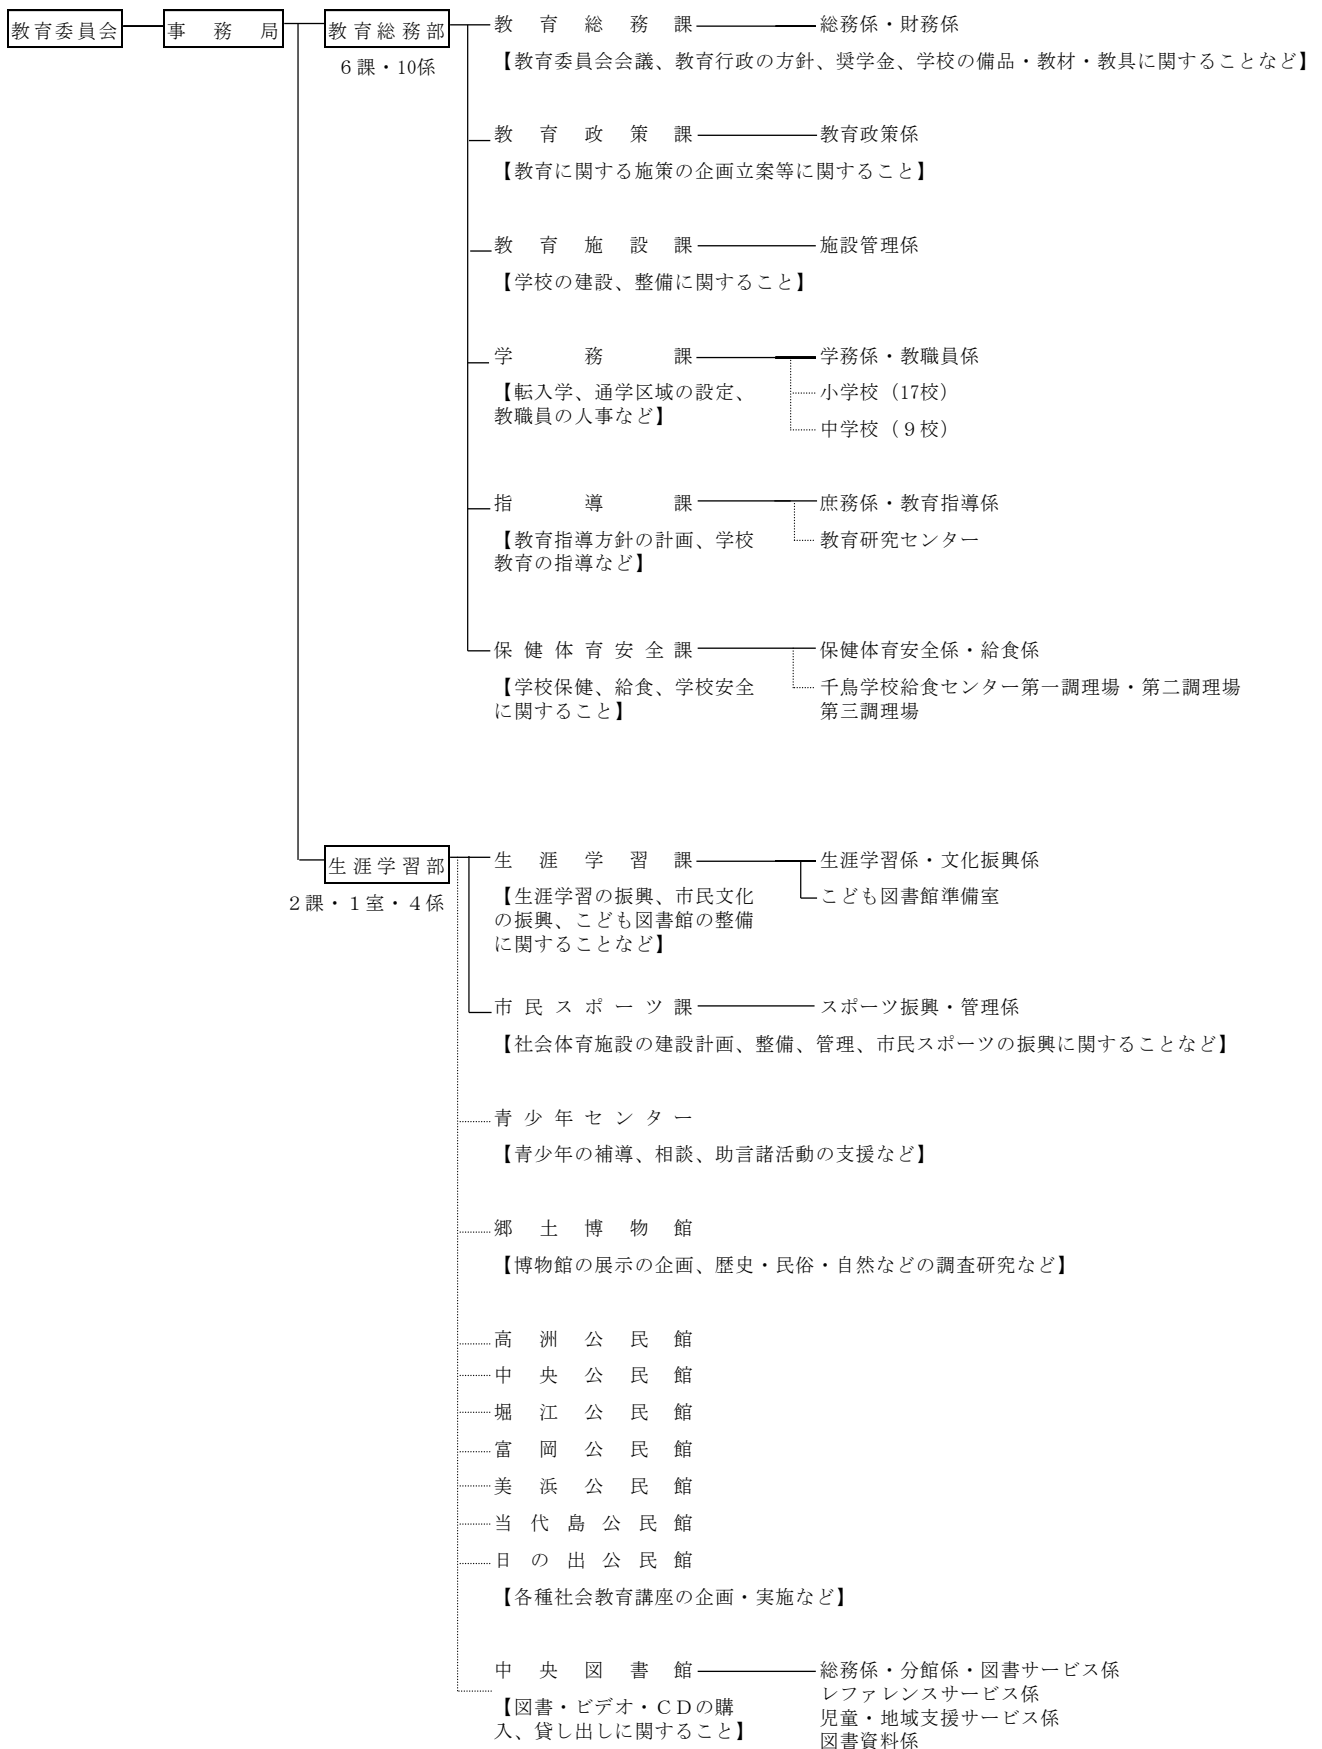 教育委員会 事務局 教育総務部 教育総務課 総務係・財務係
6課・10係
【教育委員会会議、教育行政の方針、奨学金、学校の備品・教材・教具に関することなど】
教育政策課 教育政策係
【教育に関する施策の企画立案等に関すること】
教育施設課 施設管理係
【学校の建設、整備に関すること】
学務課 学務係・教職員係
【転入学、通学区域の設定、
教職員の人事など】
小学校（17校）
中学校（９校）
指導課 庶務係・教育指導係
【教育指導方針の計画、学校
教育の指導など】
教育研究センター
保健体育安全課 保健体育安全係・給食係
【学校保健、給食、学校安全
に関すること】
千鳥学校給食センター第一調理場・第二調理場
第三調理場
生涯学習部 生涯学習課 生涯学習係・文化振興係
２課・１室・４係
【生涯学習の振興、市民文化
の振興、こども図書館の整備
に関することなど】
こども図書館準備室
市民スポーツ課 スポーツ振興・管理係
【社会体育施設の建設計画、整備、管理、市民スポーツの振興に関することなど】
青少年センター
【青少年の補導、相談、助言諸活動の支援など】
郷土博物館
【博物館の展示の企画、歴史・民俗・自然などの調査研究など】
高洲公民館
中央公民館
堀江公民館
富岡公民館
美浜公民館
当代島公民館
日の出公民館
【各種社会教育講座の企画・実施など】
中央図書館 総務係・分館係・図書サービス係
レファレンスサービス係
児童・地域支援サービス係
図書資料係
【図書・ビデオ・ＣＤの購
入、貸し出しに関すること】